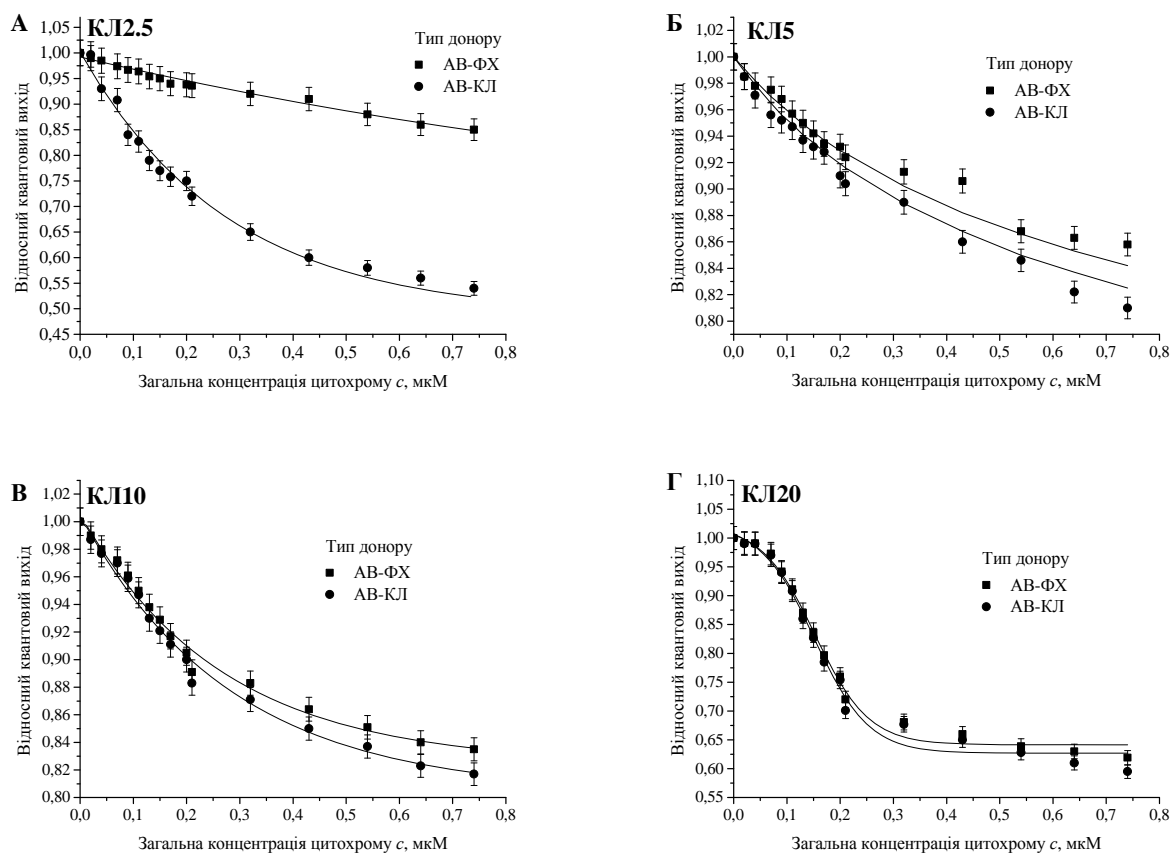 А
КЛ2.5
Тип донору
АВ-ФХ
АВ-КЛ
Відносний квантовий вихід
1,05
1,00
0,95
0,90
0,85
0,80
0,75
0,70
0,65
0,60
0,55
0,50
0,45
0,0 0,1 0,2 0,3 0,4 0,5 0,6 0,7 0,8
Загальна концентрація цитохрому с, мкМ
Б
КЛ5
Тип донору
АВ-ФХ
АВ-КЛ
Відносний квантовий вихід
1,02
1,00
0,98
0,96
0,94
0,92
0,90
0,88
0,86
0,84
0,82
0,80
0,0 0,1 0,2 0,3 0,4 0,5 0,6 0,7 0,8
Загальна концентрація цитохрому с, мкМ
В
КЛ10
Тип донору
АВ-ФХ
АВ-КЛ
Відносний квантовий вихід
1,02
1,00
0,98
0,96
0,94
0,92
0,90
0,88
0,86
0,84
0,82
0,80
0,0 0,1 0,2 0,3 0,4 0,5 0,6 0,7 0,8
Загальна концентрація цитохрому с, мкМ
Г
КЛ20
Тип донору
АВ-ФХ
АВ-КЛ
Відносний квантовий вихід
1,10
1,05
1,00
0,95
0,90
0,85
0,80
0,75
0,70
0,65
0,60
0,55
0,0 0,1 0,2 0,3 0,4 0,5 0,6 0,7 0,8
Загальна концентрація цитохрому с, мкМ